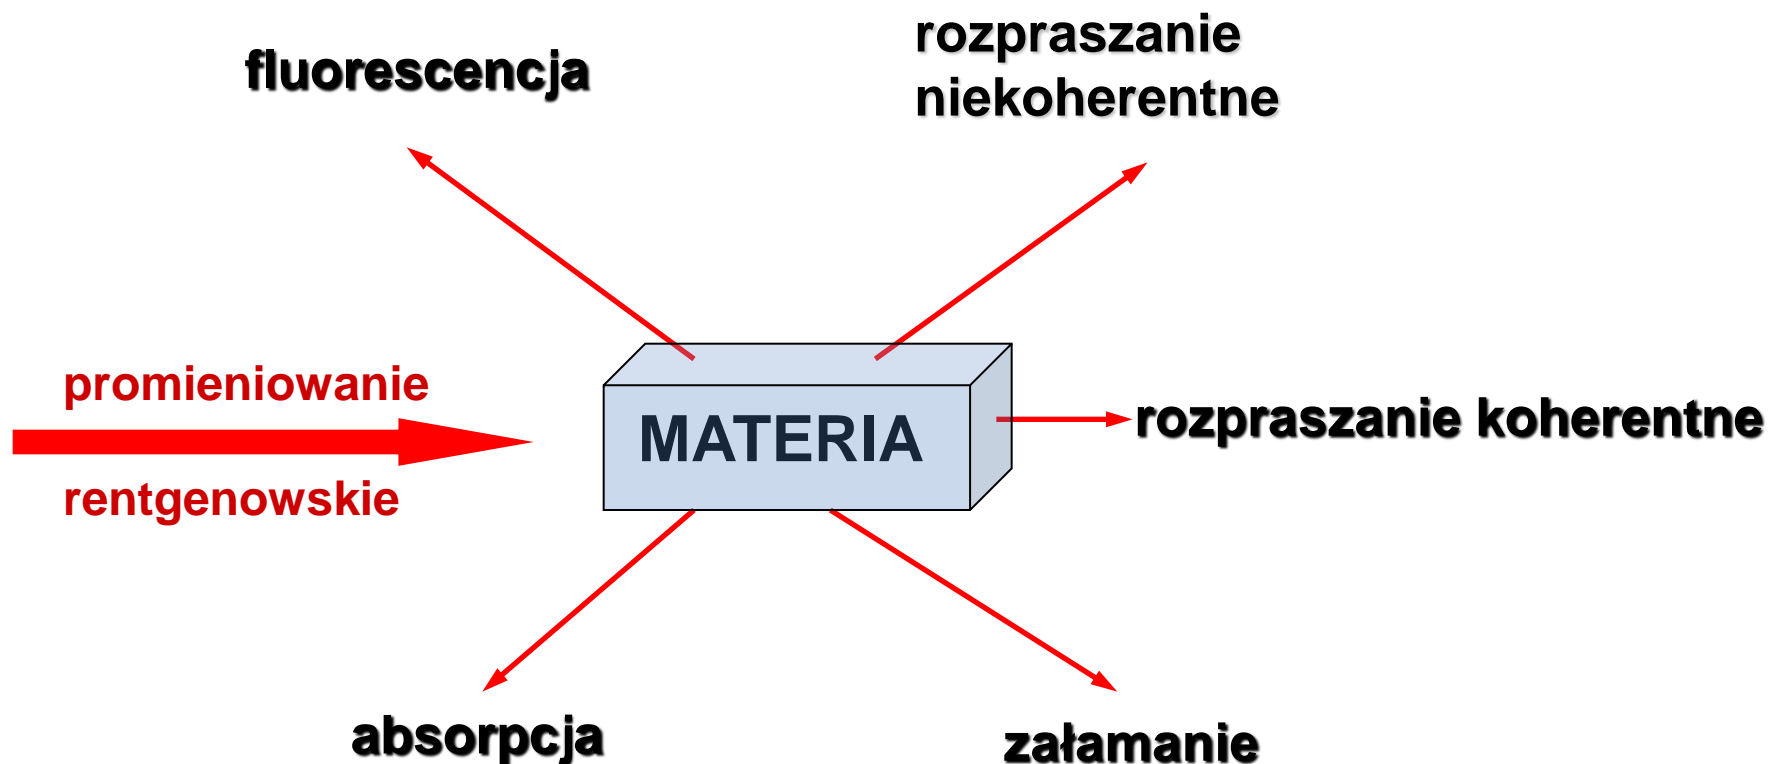 fluorescencja
rozpraszanie
niekoherentne
promieniowanie
rentgenowskie
MATERIA
rozpraszanie koherentne
absorpcja
załamanie